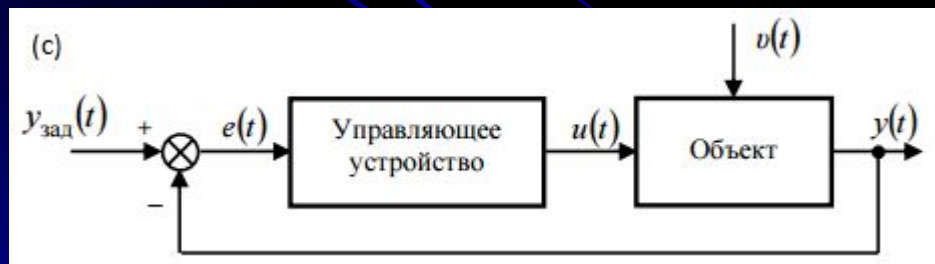 (c)
υ(t)
y_зад(t)
+
e(t)
Управляющее
устройство
u(t)
Объект
y(t)
−